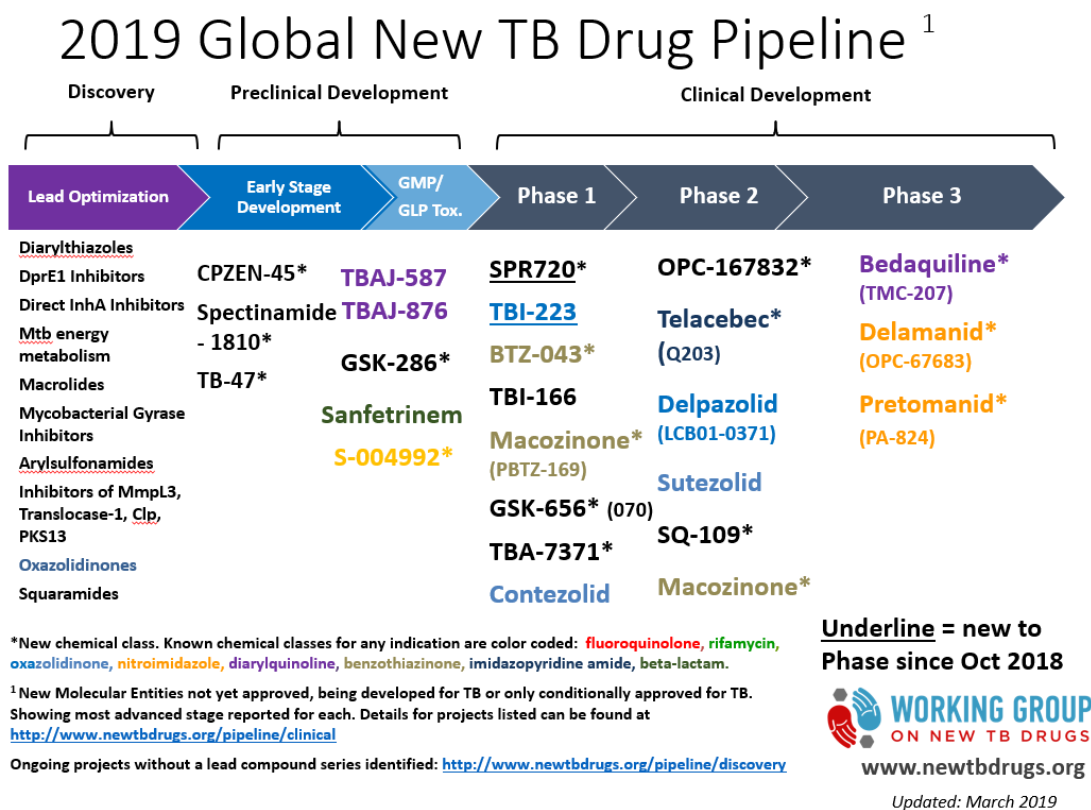 2019 Global New TB Drug Pipeline 1
Discovery
Preclinical Development
Clinical Development
Lead Optimization
Early Stage
Development
GMP/
GLP Tox.
Phase 1
Phase 2
Phase 3
Diarylthiazoles
DprE1 Inhibitors
Direct InhA Inhibitors
Mtb energy
metabolism
Macrolides
Mycobacterial Gyrase
Inhibitors
Arylsulfonamides
Inhibitors of MmpL3,
Translocase-1, Clp,
PKS13
Oxazolidinones
Squaramides
CPZEN-45*
Spectinamide
- 1810*
TB-47*
TBAJ-587
TBAJ-876
GSK-286*
Sanfetrinem
S-004992*
SPR720*
TBI-223
BTZ-043*
TBI-166
Macozinone*
(PBTZ-169)
GSK-656* (070)
TBA-7371*
Contezolid
OPC-167832*
Telacebec*
(Q203)
Delpazolid
(LCB01-0371)
Sutezolid
SQ-109*
Macozinone*
Bedaquiline*
(TMC-207)
Delamanid*
(OPC-67683)
Pretomanid*
(PA-824)
*New chemical class. Known chemical classes for any indication are color coded: fluoroquinolone, rifamycin,
oxazolidinone, nitroimidazole, diarylquinoline, benzothiazinone, imidazopyridine amide, beta-lactam.
1 New Molecular Entities not yet approved, being developed for TB or only conditionally approved for TB.
Showing most advanced stage reported for each. Details for projects listed can be found at
http://www.newtbdrugs.org/pipeline/clinical
Ongoing projects without a lead compound series identified: http://www.newtbdrugs.org/pipeline/discovery
Underline = new to
Phase since Oct 2018
WORKING GROUP
ON NEW TB DRUGS
www.newtbdrugs.org
Updated: March 2019